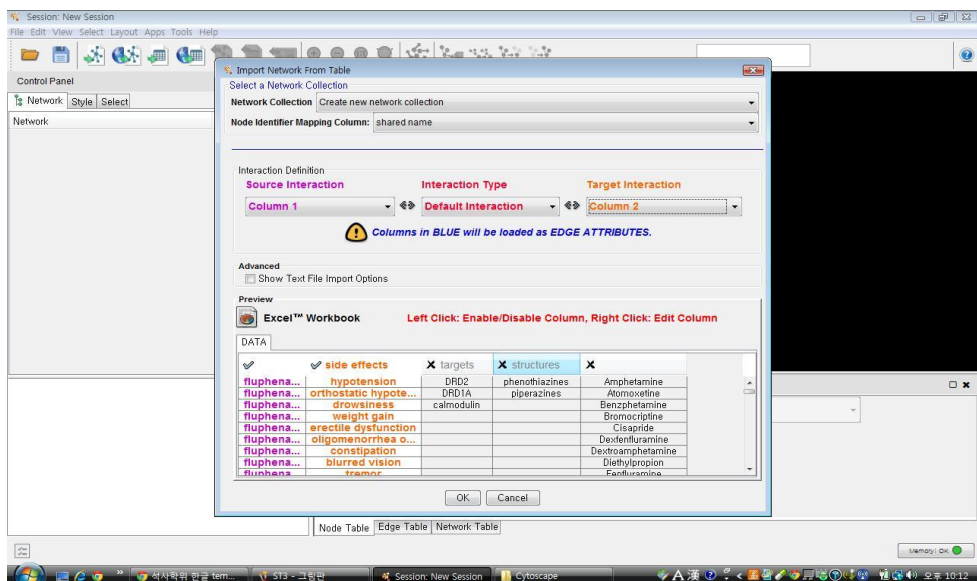 Session: New Session
File Edit View Select Layout Apps Tools Help
Control Panel
Network Style Select
Network
Import Network From Table
Select a Network Collection
Network Collection Create new network collection
Node Identifier Mapping Column: shared name
Interaction Definition
Source Interaction Interaction Type Target Interaction
Column 1 Default Interaction Column 2
Columns in BLUE will be loaded as EDGE ATTRIBUTES.
Advanced
Show Text File Import Options
Preview
Excel™ Workbook Left Click: Enable/Disable Column, Right Click: Edit Column
DATA
side effects targets structures
fluphena... hypotension DRD2 phenothiazines Amphetamine
fluphena... orthostatic hypote... DRD1A piperazines Atomoxetine
fluphena... drowsiness calmodulin Benzphetamine
fluphena... weight gain Bromocriptine
fluphena... erectile dysfunction Cisapride
fluphena... oligomenorrhea o... Dexfenfluramine
fluphena... constipation Dextroamphetamine
fluphena... blurred vision Diethylpropion
fluphena... tremor Fenfluramine
OK Cancel
Node Table Edge Table Network Table
Memory: OK
석사학위 한글 tem... ST3 - 그림판 Session: New Session Cytoscape A 漢 오후 10:12